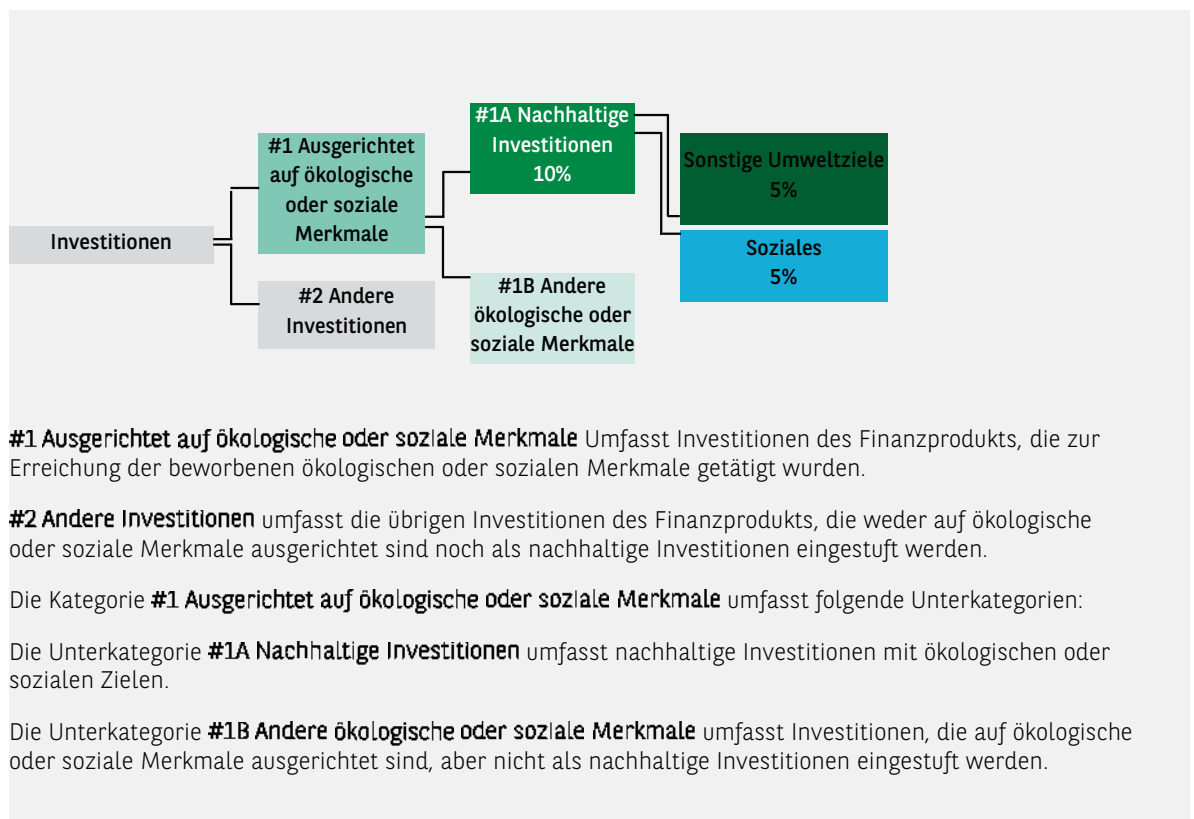 #1A Nachhaltige
Investitionen
10%
#1 Ausgerichtet
auf ökologische
oder soziale
Merkmale
Sonstige Umweltziele
5%
Investitionen
Soziales
5%
#2 Andere
Investitionen
#1B Andere
ökologische oder
soziale Merkmale
#1 Ausgerichtet auf ökologische oder soziale Merkmale Umfasst Investitionen des Finanzprodukts, die zur
Erreichung der beworbenen ökologischen oder sozialen Merkmale getätigt wurden.
#2 Andere Investitionen umfasst die übrigen Investitionen des Finanzprodukts, die weder auf ökologische
oder soziale Merkmale ausgerichtet sind noch als nachhaltige Investitionen eingestuft werden.
Die Kategorie #1 Ausgerichtet auf ökologische oder soziale Merkmale umfasst folgende Unterkategorien:
Die Unterkategorie #1A Nachhaltige Investitionen umfasst nachhaltige Investitionen mit ökologischen oder
sozialen Zielen.
Die Unterkategorie #1B Andere ökologische oder soziale Merkmale umfasst Investitionen, die auf ökologische
oder soziale Merkmale ausgerichtet sind, aber nicht als nachhaltige Investitionen eingestuft werden.